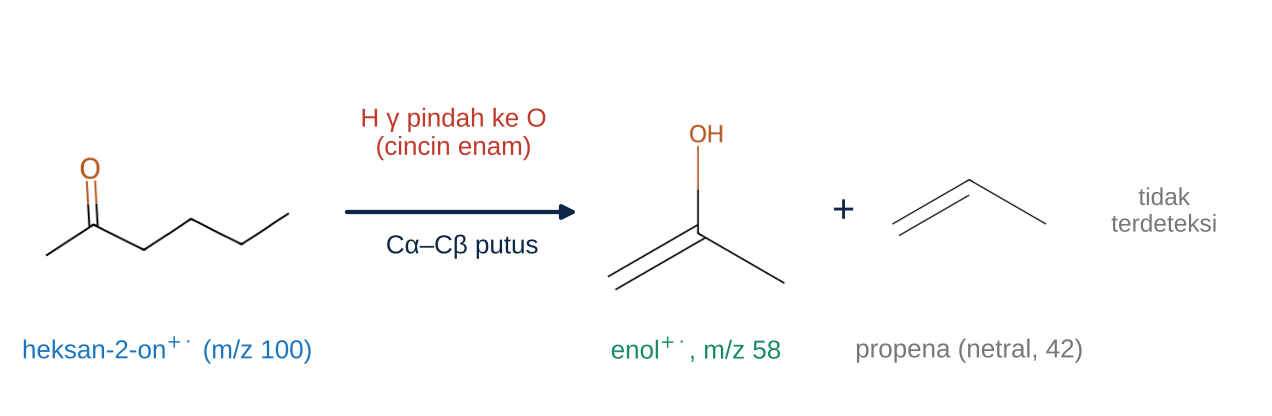 H γ pindah ke O
(cincin enam)
O
OH
Cα–Cβ putus
+
tidak
terdeteksi
heksan-2-on⁺˙ (m/z 100)
enol⁺˙, m/z 58
propena (netral, 42)